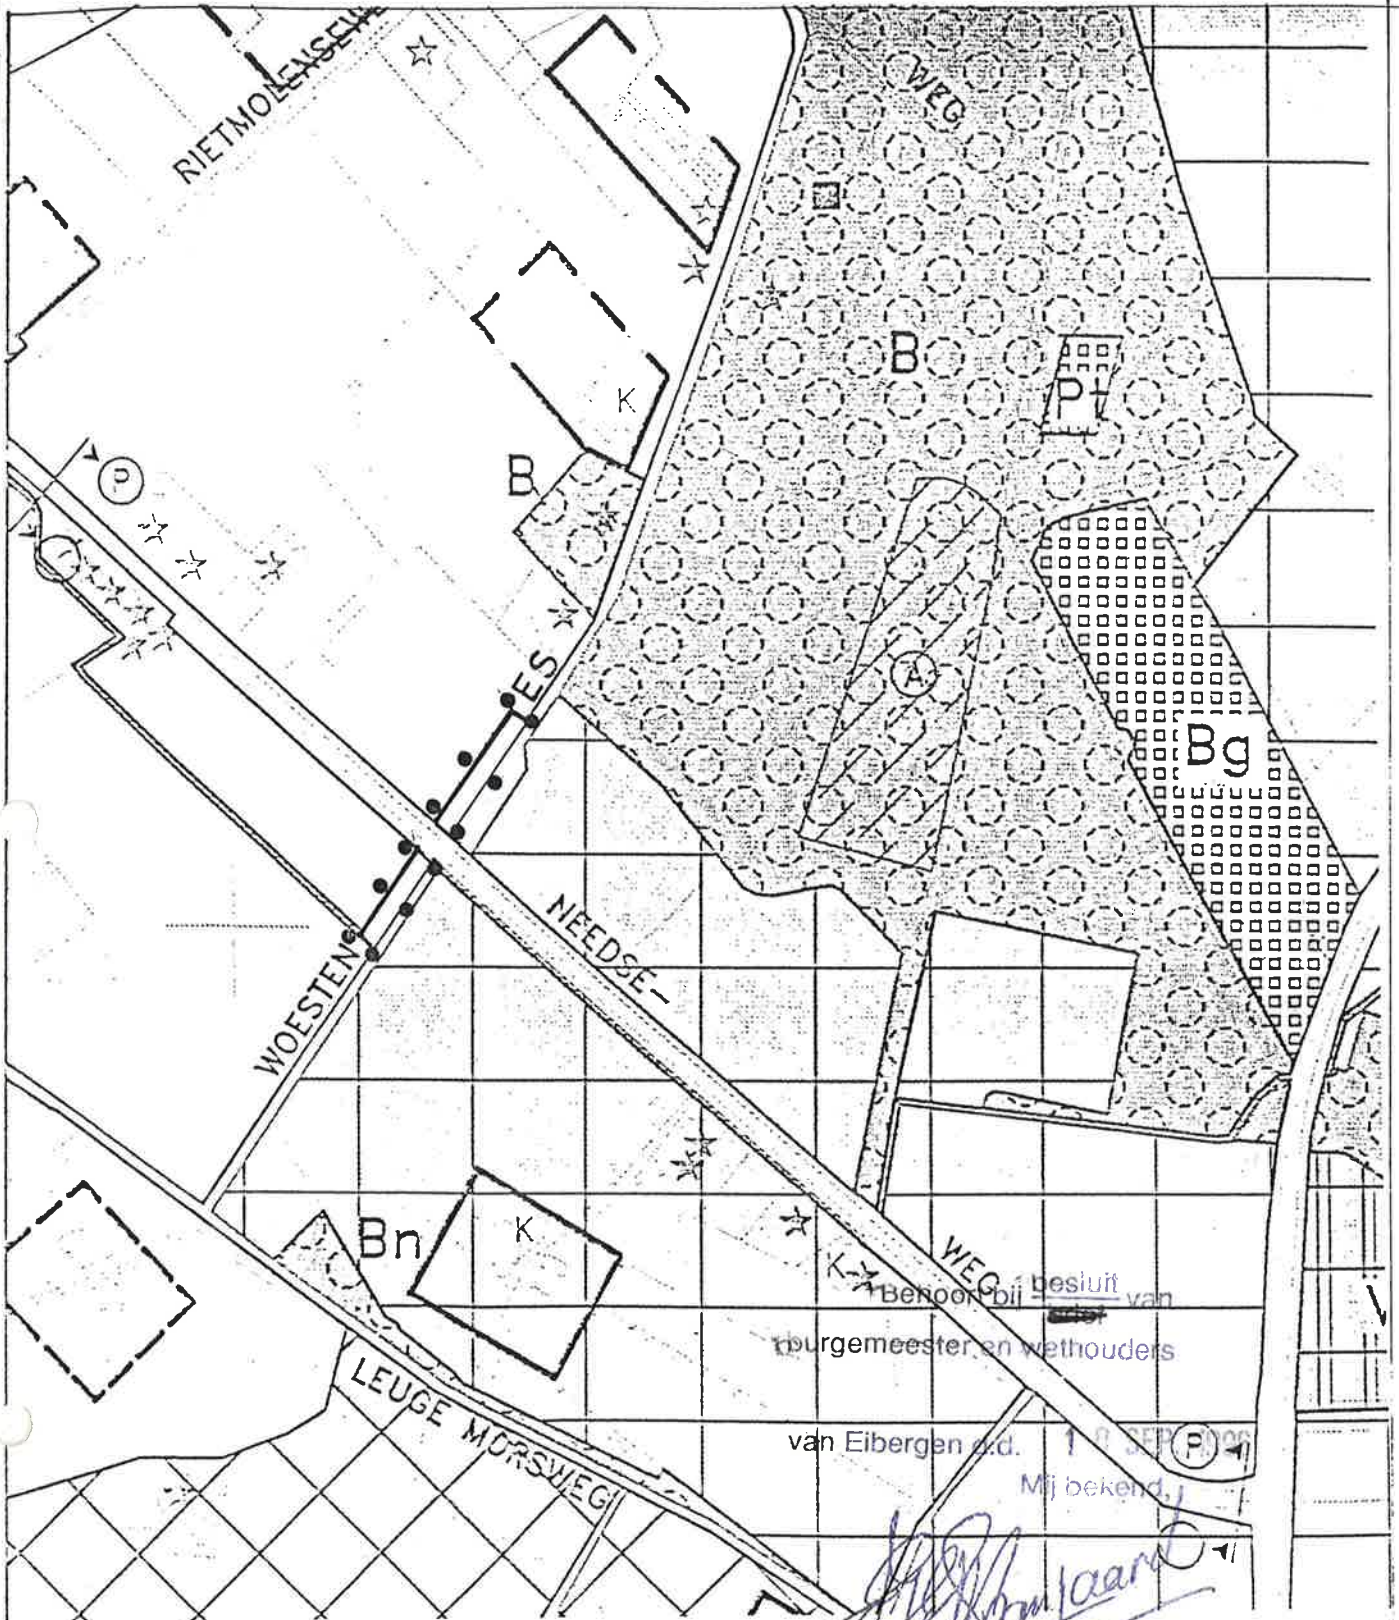 WEG
B
Pt
K
B
P
ES
A
Bg
NEEDSE-
WOESTEN
Bn
K
WEG
K
Behoort bij besluit van
burgemeester en wethouders
LEUGE MORSWEG
van Eibergen d.d. SEP.
P
Mij bekend,